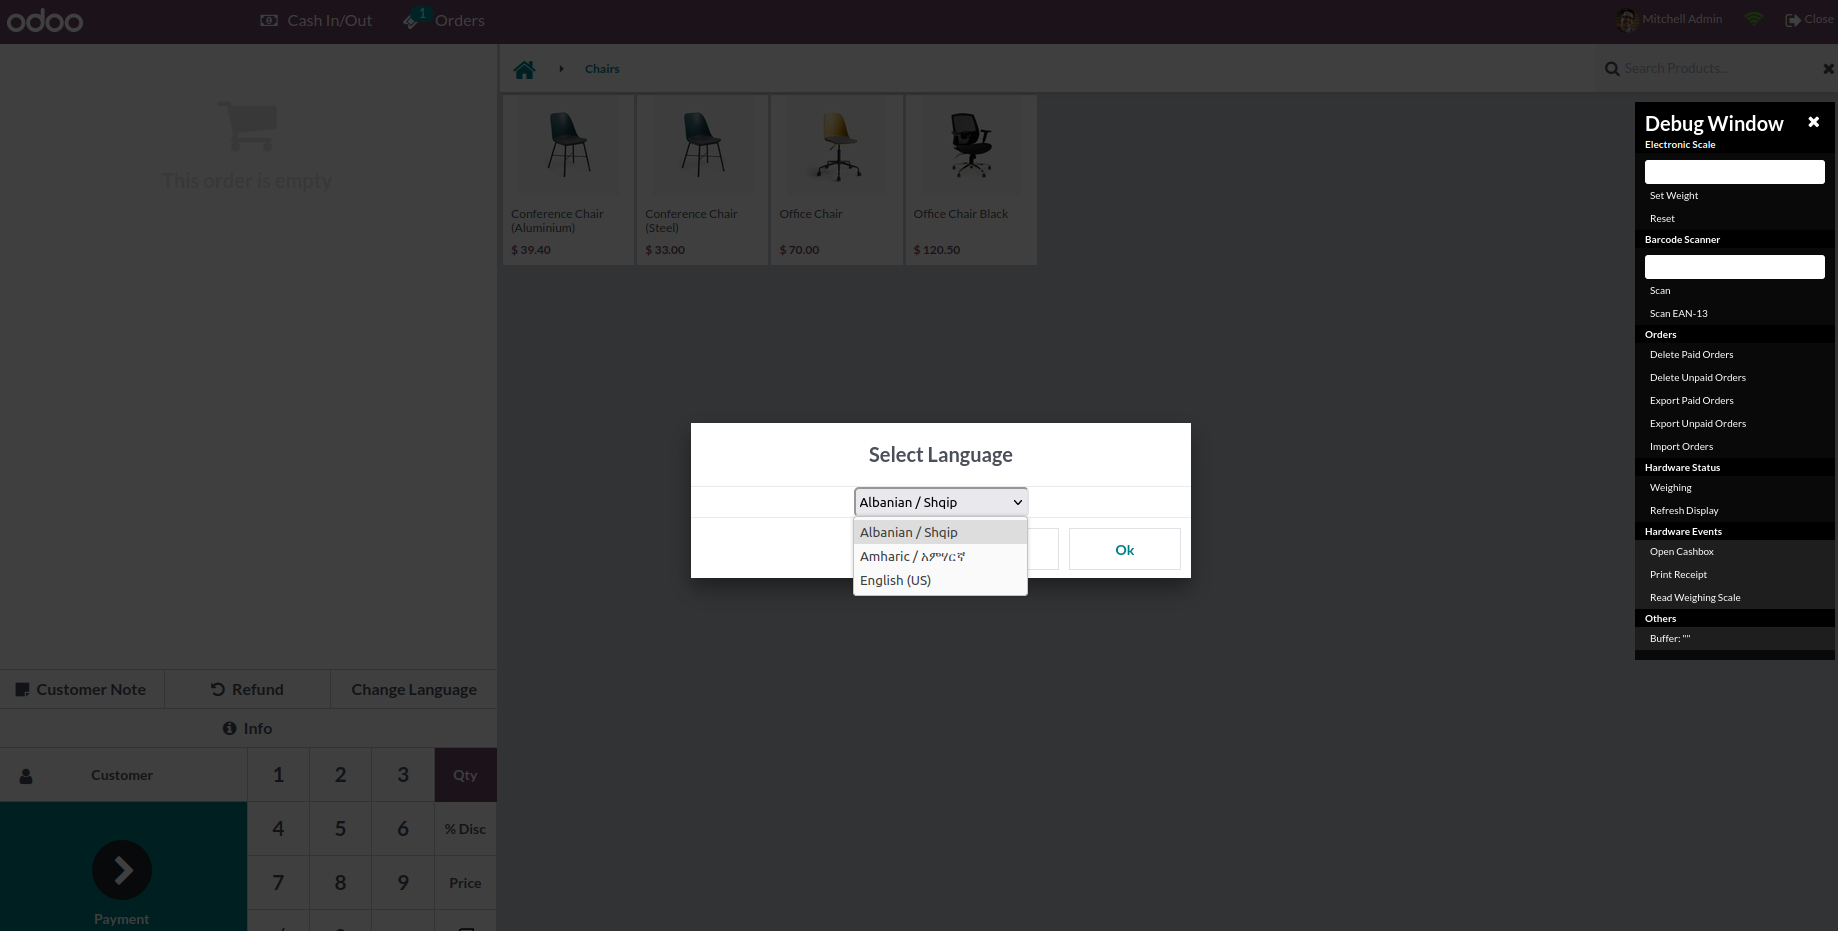 odoo
Cash In/Out
1
Orders
Mitchell Admin
Close
Chairs
Search Products...
This order is empty
Conference Chair
(Aluminium)
$ 39.40
Conference Chair
(Steel)
$ 33.00
Office Chair
$ 70.00
Office Chair Black
$ 120.50
Debug Window
Electronic Scale
Set Weight
Reset
Barcode Scanner
Scan
Scan EAN-13
Orders
Delete Paid Orders
Delete Unpaid Orders
Export Paid Orders
Export Unpaid Orders
Import Orders
Hardware Status
Weighing
Refresh Display
Hardware Events
Open Cashbox
Print Receipt
Read Weighing Scale
Others
Buffer: ""
Select Language
Albanian / Shqip
Albanian / Shqip
Amharic / አምሃርኛ
English (US)
Ok
Customer Note
Refund
Change Language
Info
Customer
1
2
3
Qty
4
5
6
% Disc
7
8
9
Price
Payment